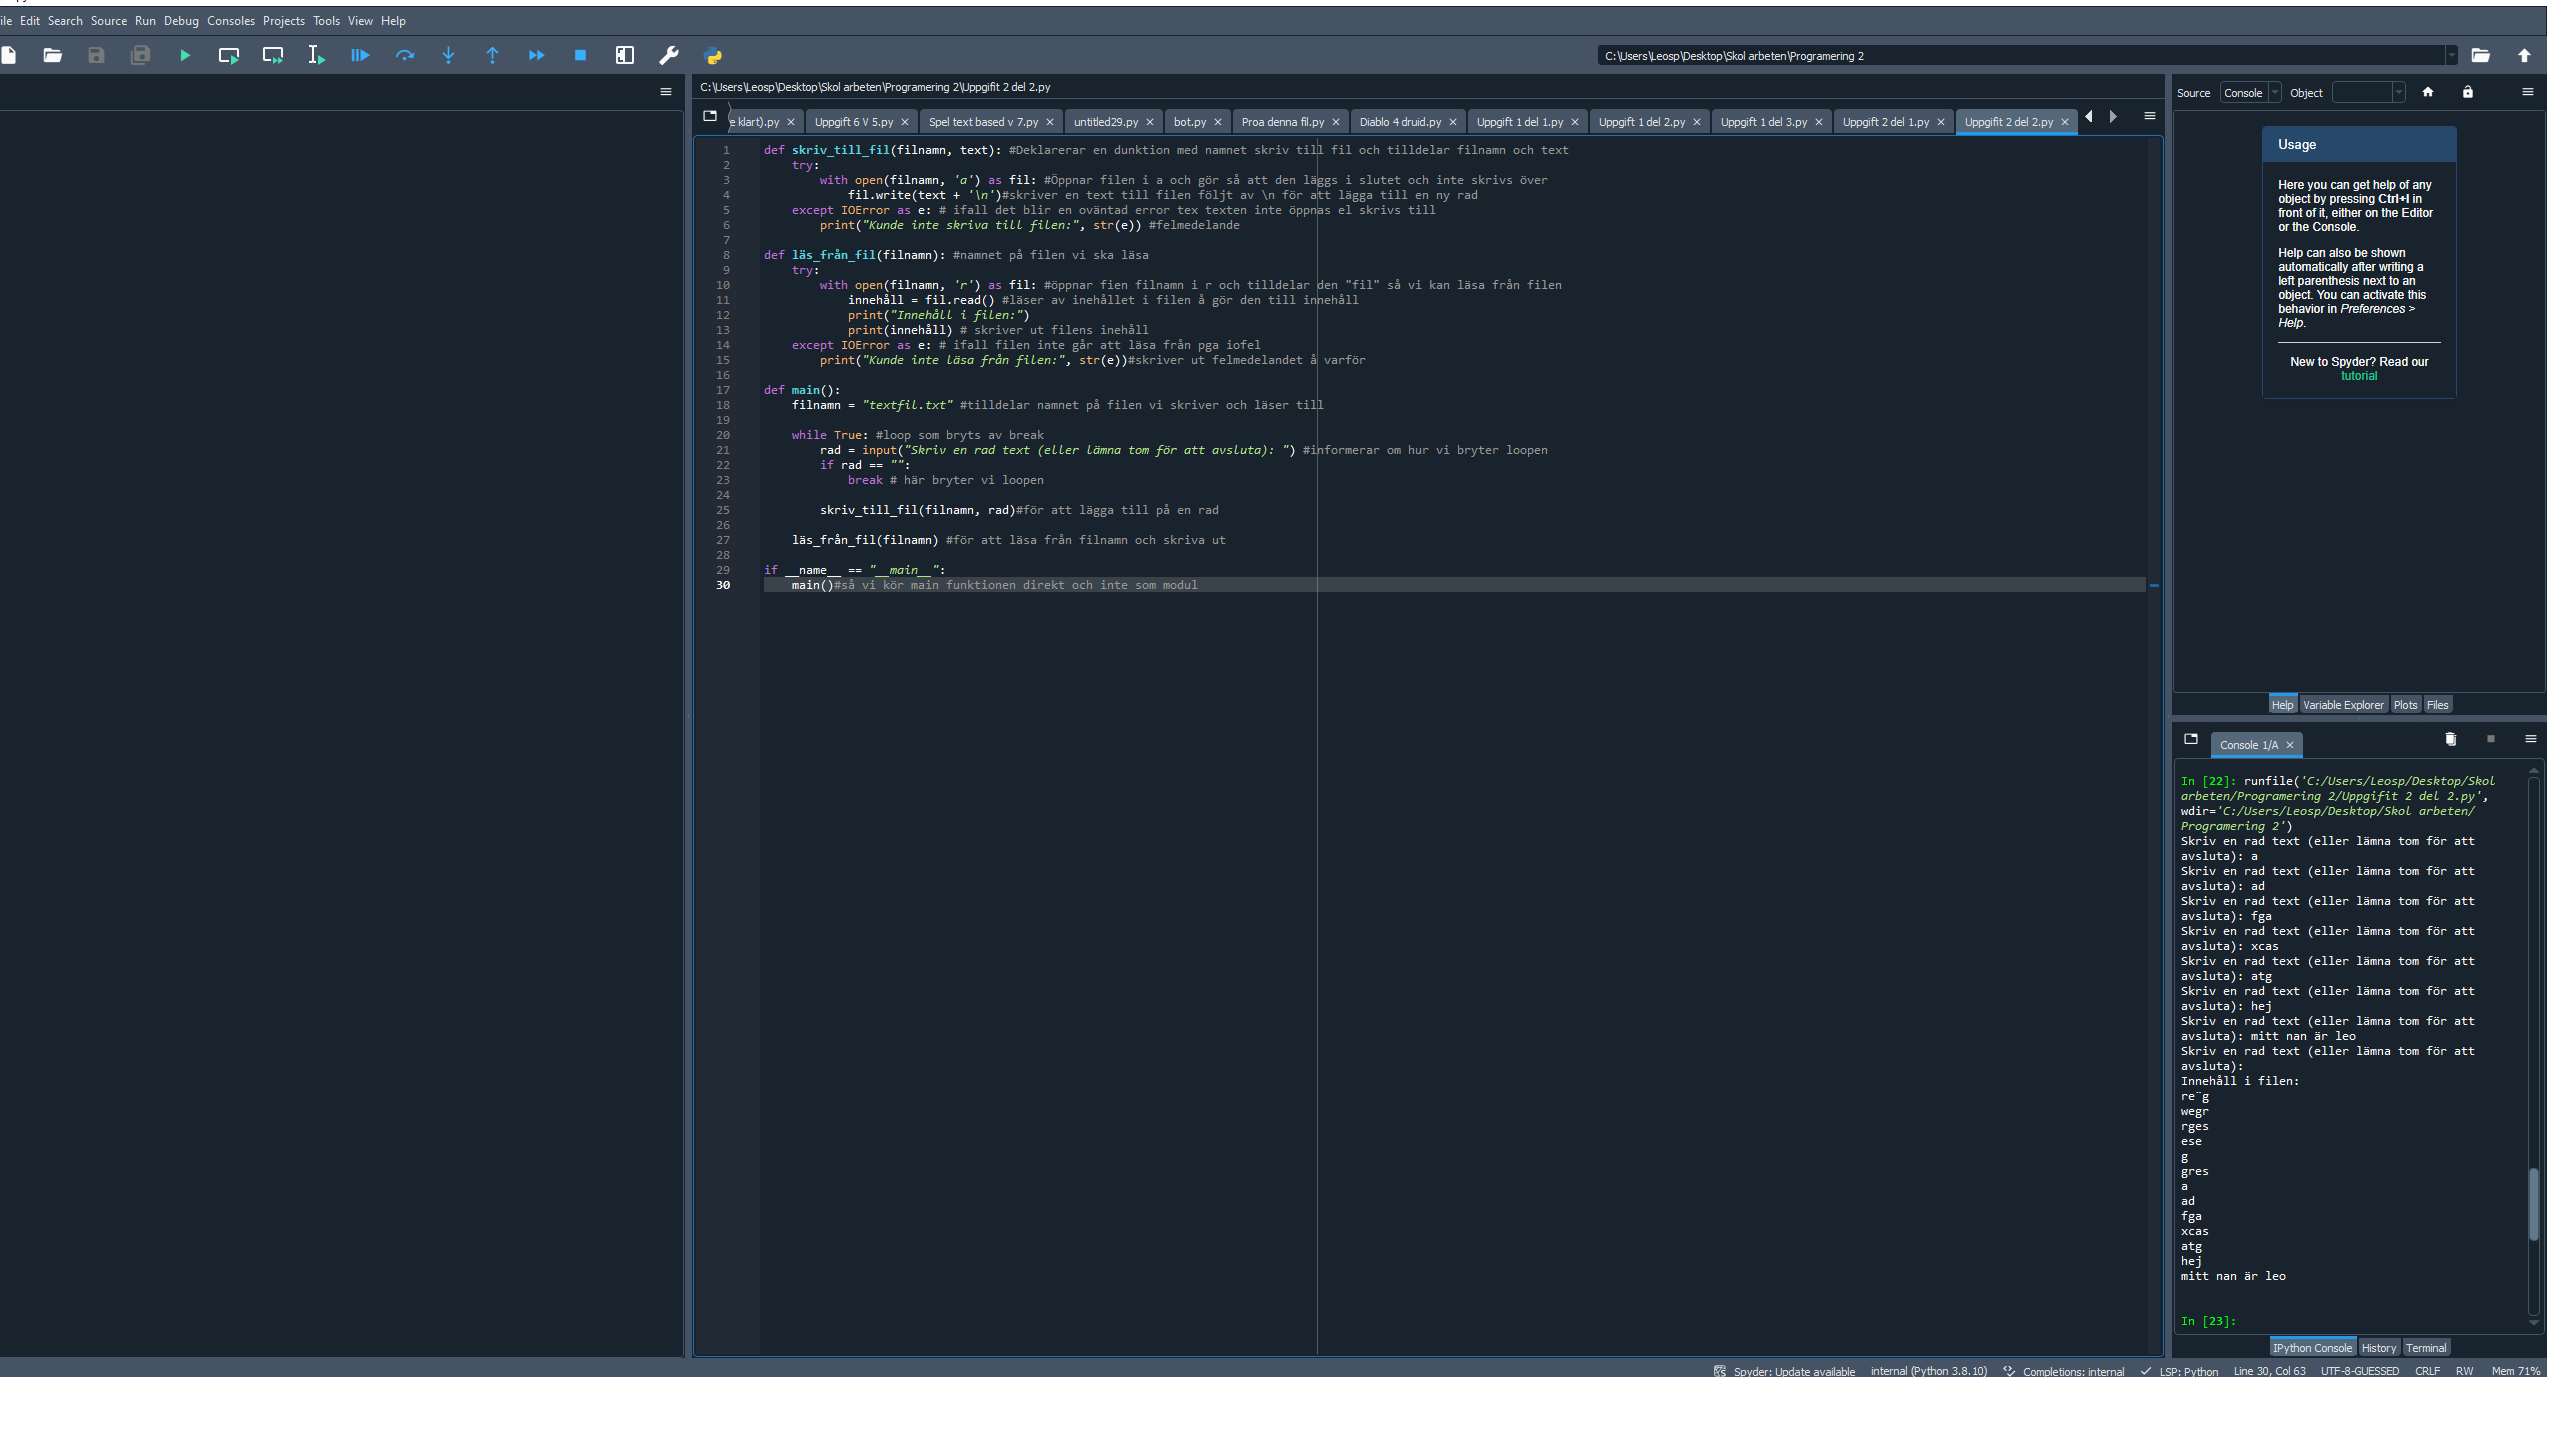 ile Edit Search Source Run Debug Consoles Projects Tools View Help
C:\Users\Leosp\Desktop\Skol arbeten\Programering 2
C:\Users\Leosp\Desktop\Skol arbeten\Programering 2\Uppgifit 2 del 2.py
e klart).py Uppgift 6 V 5.py Spel text based v 7.py untitled29.py bot.py Proa denna fil.py Diablo 4 druid.py Uppgift 1 del 1.py Uppgift 1 del 2.py Uppgift 1 del 3.py Uppgift 2 del 1.py Uppgifit 2 del 2.py
1 def skriv_till_fil(filnamn, text): #Deklarerar en dunktion med namnet skriv till fil och tilldelar filnamn och text
2 try:
3 with open(filnamn, 'a') as fil: #Öppnar filen i a och gör så att den läggs i slutet och inte skrivs över
4 fil.write(text + '\n')#skriver en text till filen följt av \n för att lägga till en ny rad
5 except IOError as e: # ifall det blir en oväntad error tex texten inte öppnas el skrivs till
6 print("Kunde inte skriva till filen:", str(e)) #felmedelande
7
8 def läs_från_fil(filnamn): #namnet på filen vi ska läsa
9 try:
10 with open(filnamn, 'r') as fil: #öppnar fien filnamn i r och tilldelar den "fil" så vi kan läsa från filen
11 innehåll = fil.read() #läser av inehållet i filen å gör den till innehåll
12 print("Innehåll i filen:")
13 print(innehåll) # skriver ut filens inehåll
14 except IOError as e: # ifall filen inte går att läsa från pga iofel
15 print("Kunde inte läsa från filen:", str(e))#skriver ut felmedelandet å varför
16
17 def main():
18 filnamn = "textfil.txt" #tilldelar namnet på filen vi skriver och läser till
19
20 while True: #loop som bryts av break
21 rad = input("Skriv en rad text (eller lämna tom för att avsluta): ") #informerar om hur vi bryter loopen
22 if rad == "":
23 break # här bryter vi loopen
24
25 skriv_till_fil(filnamn, rad)#för att lägga till på en rad
26
27 läs_från_fil(filnamn) #för att läsa från filnamn och skriva ut
28
29 if __name__ == "__main__":
30 main()#så vi kör main funktionen direkt och inte som modul
Source Console Object
Usage
Here you can get help of any
object by pressing Ctrl+I in
front of it, either on the Editor
or the Console.
Help can also be shown
automatically after writing a
left parenthesis next to an
object. You can activate this
behavior in Preferences >
Help.
New to Spyder? Read our
tutorial
Help Variable Explorer Plots Files
Console 1/A
In [22]: runfile('C:/Users/Leosp/Desktop/Skol
arbeten/Programering 2/Uppgifit 2 del 2.py',
wdir='C:/Users/Leosp/Desktop/Skol arbeten/
Programering 2')
Skriv en rad text (eller lämna tom för att
avsluta): a
Skriv en rad text (eller lämna tom för att
avsluta): ad
Skriv en rad text (eller lämna tom för att
avsluta): fga
Skriv en rad text (eller lämna tom för att
avsluta): xcas
Skriv en rad text (eller lämna tom för att
avsluta): atg
Skriv en rad text (eller lämna tom för att
avsluta): hej
Skriv en rad text (eller lämna tom för att
avsluta): mitt nan är leo
Skriv en rad text (eller lämna tom för att
avsluta):
Innehåll i filen:
re¨g
wegr
rges
ese
g
gres
a
ad
fga
xcas
atg
hej
mitt nan är leo
In [23]:
IPython Console History Terminal
Spyder: Update available internal (Python 3.8.10) Completions: internal LSP: Python Line 30, Col 63 UTF-8-GUESSED CRLF RW Mem 71%